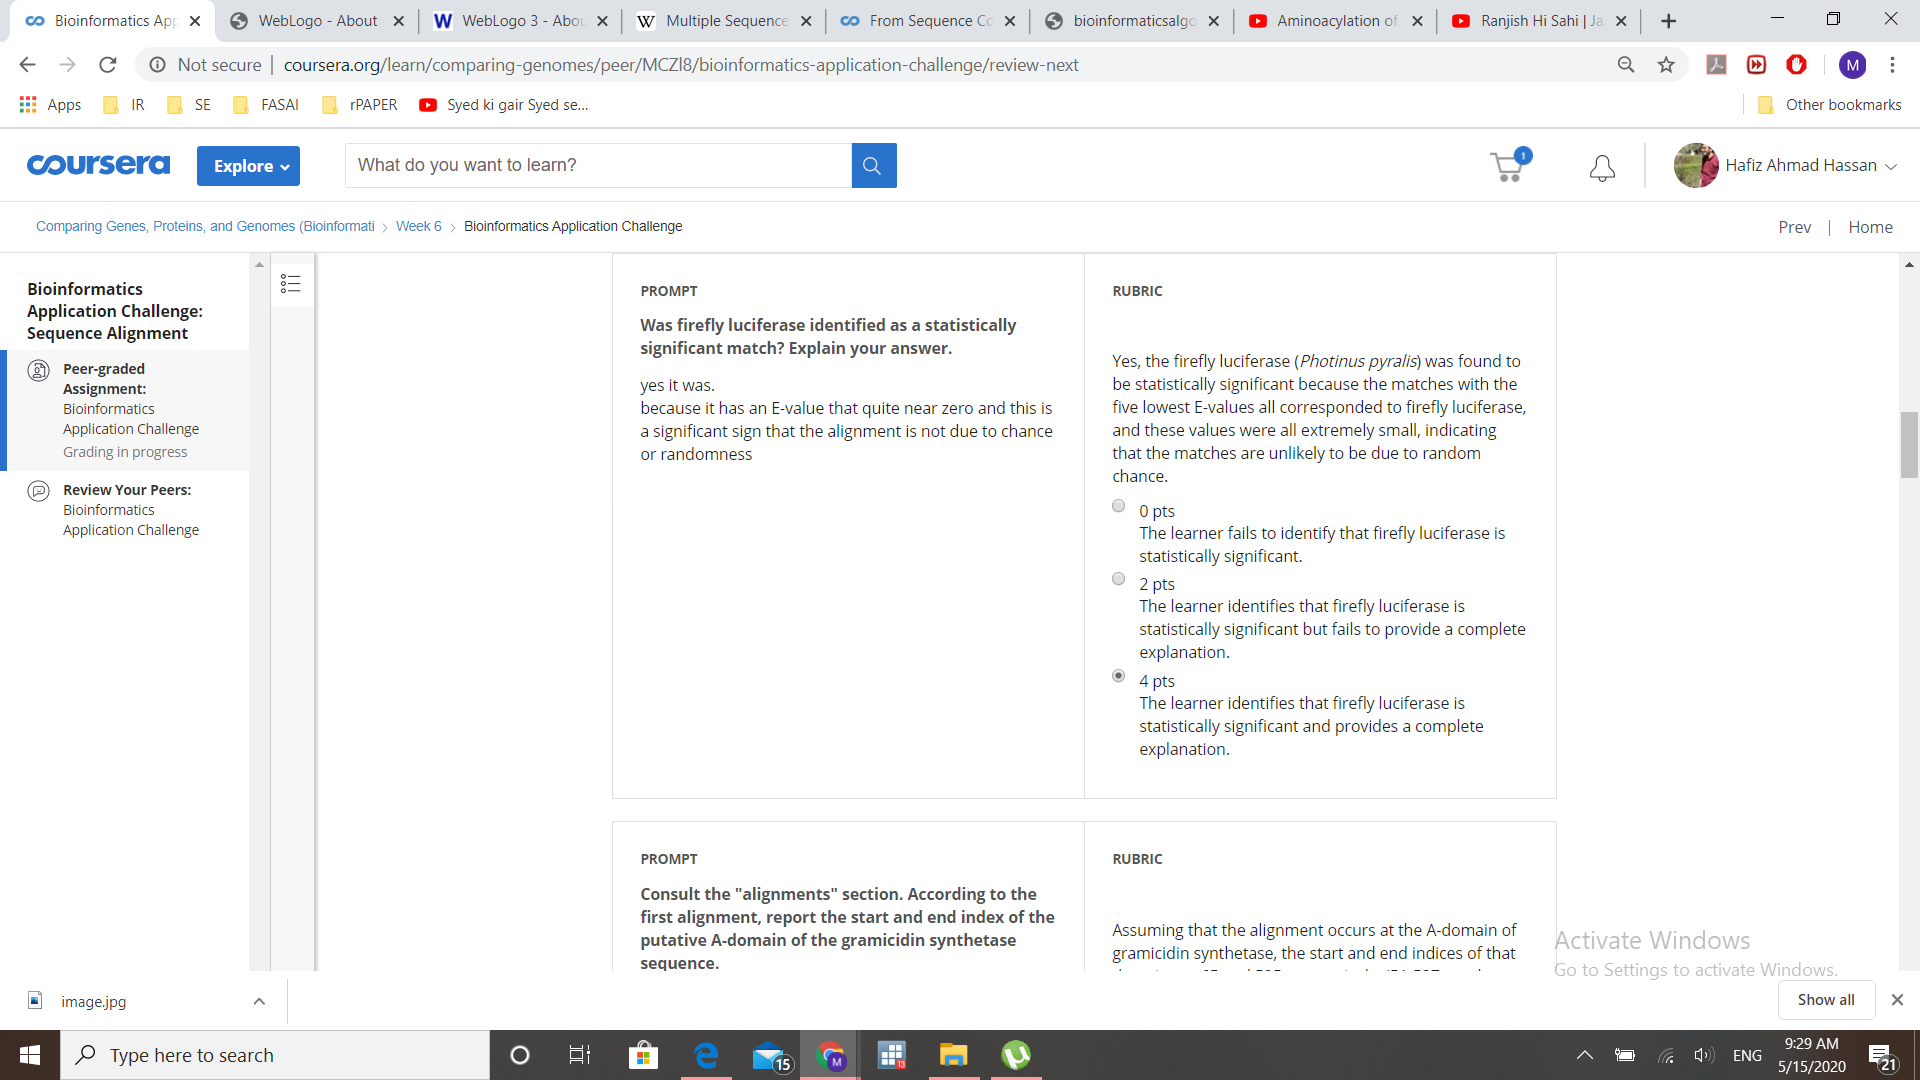 Bioinformatics App
WebLogo - About
WebLogo 3 - Abou
Multiple Sequence
From Sequence Co
bioinformaticsalgo
Aminoacylation of
Ranjish Hi Sahi | Ja
Not secure | coursera.org/learn/comparing-genomes/peer/MCZl8/bioinformatics-application-challenge/review-next
M
Apps
IR
SE
FASAI
rPAPER
Syed ki gair Syed se...
Other bookmarks
coursera
Explore
What do you want to learn?
1
Hafiz Ahmad Hassan
Comparing Genes, Proteins, and Genomes (Bioinformati > Week 6 > Bioinformatics Application Challenge
Prev | Home
Bioinformatics
Application Challenge:
Sequence Alignment
Peer-graded
Assignment:
Bioinformatics
Application Challenge
Grading in progress
Review Your Peers:
Bioinformatics
Application Challenge
PROMPT
Was firefly luciferase identified as a statistically
significant match? Explain your answer.
yes it was.
because it has an E-value that quite near zero and this is
a significant sign that the alignment is not due to chance
or randomness
RUBRIC
Yes, the firefly luciferase (Photinus pyralis) was found to
be statistically significant because the matches with the
five lowest E-values all corresponded to firefly luciferase,
and these values were all extremely small, indicating
that the matches are unlikely to be due to random
chance.
0 pts
The learner fails to identify that firefly luciferase is
statistically significant.
2 pts
The learner identifies that firefly luciferase is
statistically significant but fails to provide a complete
explanation.
4 pts
The learner identifies that firefly luciferase is
statistically significant and provides a complete
explanation.
PROMPT
Consult the "alignments" section. According to the
first alignment, report the start and end index of the
putative A-domain of the gramicidin synthetase
sequence.
RUBRIC
Assuming that the alignment occurs at the A-domain of
gramicidin synthetase, the start and end indices of that
Activate Windows
Go to Settings to activate Windows.
image.jpg
Show all
Type here to search
15
M
13
ENG
9:29 AM
5/15/2020
21